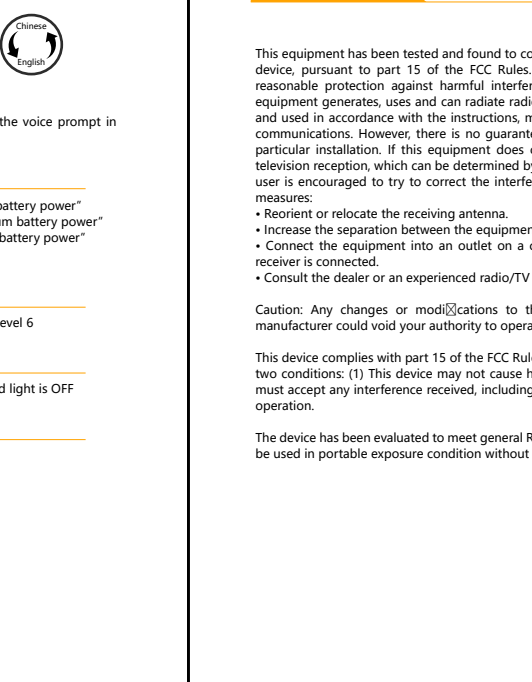 Chinese
English
the voice prompt in
battery power"
um battery power"
battery power"
evel 6
d light is OFF
This equipment has been tested and found to co
device, pursuant to part 15 of the FCC Rules.
reasonable protection against harmful interfer
equipment generates, uses and can radiate radi
and used in accordance with the instructions, m
communications. However, there is no guarante
particular installation. If this equipment does
television reception, which can be determined by
user is encouraged to try to correct the interfe
measures:
• Reorient or relocate the receiving antenna.
• Increase the separation between the equipmen
• Connect the equipment into an outlet on a c
receiver is connected.
• Consult the dealer or an experienced radio/TV
Caution: Any changes or modi☒cations to th
manufacturer could void your authority to opera
This device complies with part 15 of the FCC Rul
two conditions: (1) This device may not cause h
must accept any interference received, including
operation.
The device has been evaluated to meet general R
be used in portable exposure condition without